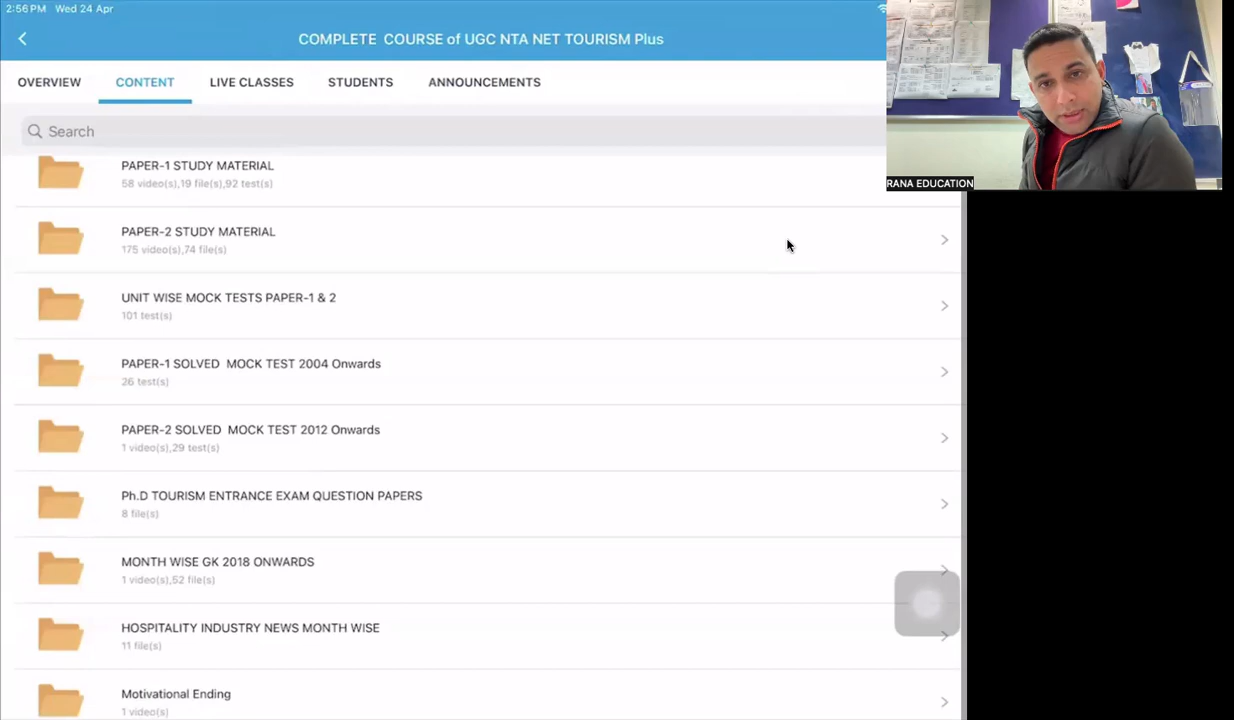 2:56 PM Wed 24 Apr
COMPLETE COURSE of UGC NTA NET TOURISM Plus
OVERVIEW CONTENT LIVE CLASSES STUDENTS ANNOUNCEMENTS
Search
PAPER-1 STUDY MATERIAL
58 video(s),19 file(s),92 test(s)
RANA EDUCATION
PAPER-2 STUDY MATERIAL
175 video(s),74 file(s)
UNIT WISE MOCK TESTS PAPER-1 & 2
101 test(s)
PAPER-1 SOLVED MOCK TEST 2004 Onwards
26 test(s)
PAPER-2 SOLVED MOCK TEST 2012 Onwards
1 video(s),29 test(s)
Ph.D TOURISM ENTRANCE EXAM QUESTION PAPERS
8 file(s)
MONTH WISE GK 2018 ONWARDS
1 video(s),52 file(s)
HOSPITALITY INDUSTRY NEWS MONTH WISE
11 file(s)
Motivational Ending
1 video(s)